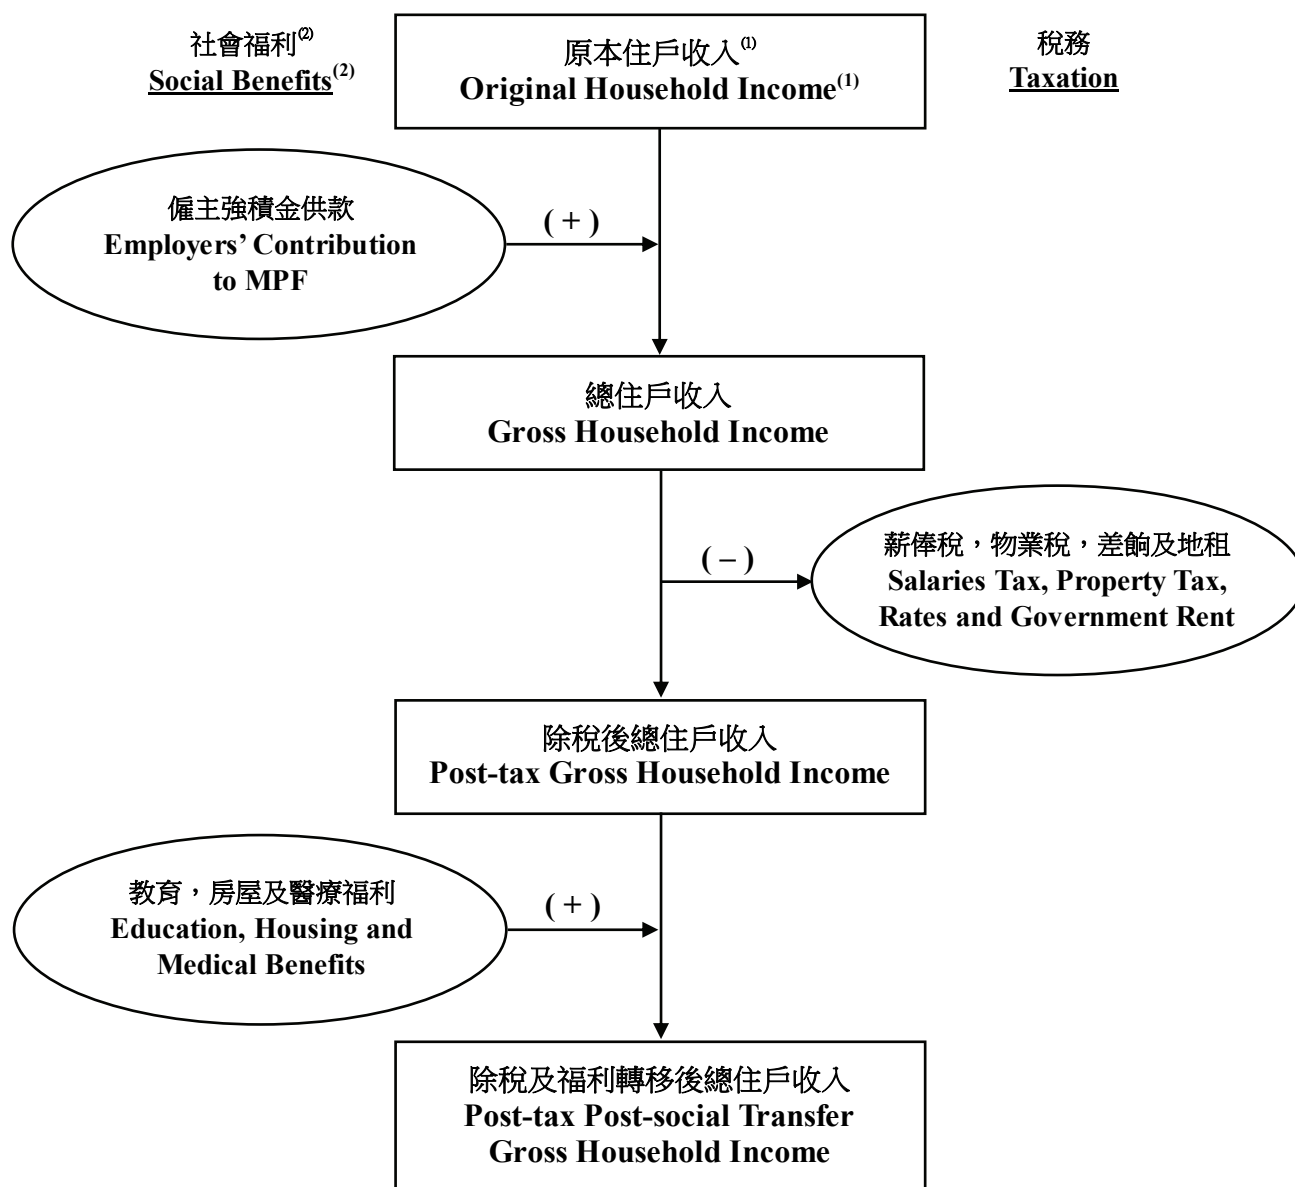 社會福利(2)
Social Benefits(2)
原本住戶收入(1)
Original Household Income(1)
稅務
Taxation
僱主強積金供款
Employers’ Contribution
to MPF
( + )
總住戶收入
Gross Household Income
( – )
薪俸稅，物業稅，差餉及地租
Salaries Tax, Property Tax,
Rates and Government Rent
除稅後總住戶收入
Post-tax Gross Household Income
教育，房屋及醫療福利
Education, Housing and
Medical Benefits
( + )
除稅及福利轉移後總住戶收入
Post-tax Post-social Transfer
Gross Household Income